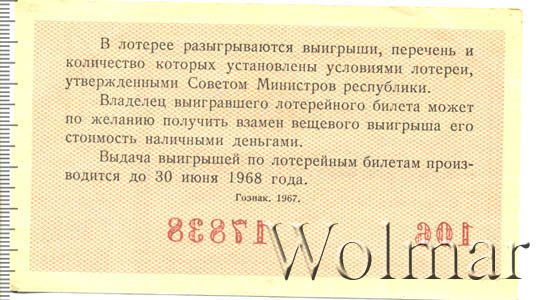 В лотерее разыгрываются выигрыши, перечень и
количество которых установлены условиями лотереи,
утвержденными Советом Министров республики.
Владелец выигравшего лотерейного билета может
по желанию получить взамен вещевого выигрыша его
стоимость наличными деньгами.
Выдача выигрышей по лотерейным билетам произ-
водится до 30 июня 1968 года.
Гознак. 1967.
106 17838
Wolmar